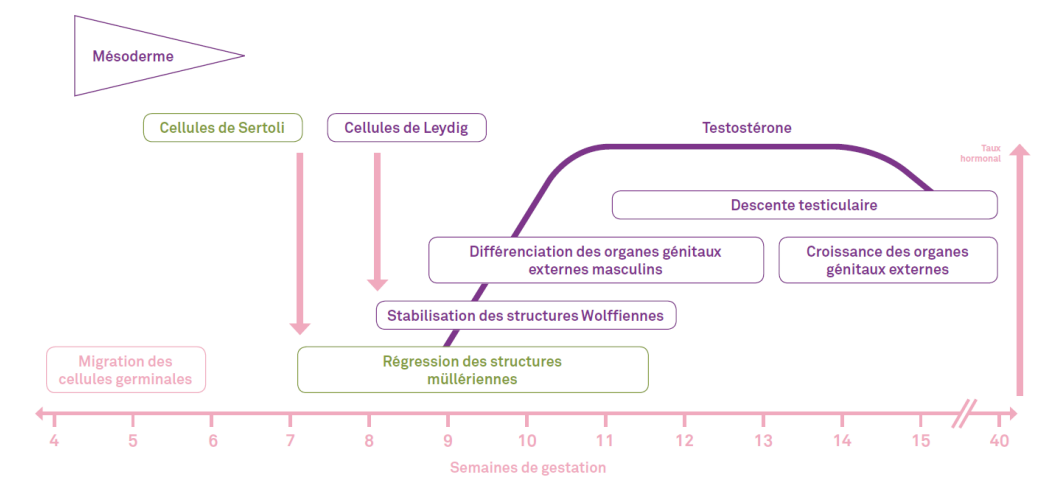 Mésoderme
Cellules de Sertoli
Cellules de Leydig
Testostérone
Taux
hormonal
Descente testiculaire
Différenciation des organes génitaux
externes masculins
Croissance des organes
génitaux externes
Stabilisation des structures Wolffiennes
Migration des
cellules germinales
Régression des structures
müllériennes
4 5 6 7 8 9 10 11 12 13 14 15 40
Semaines de gestation